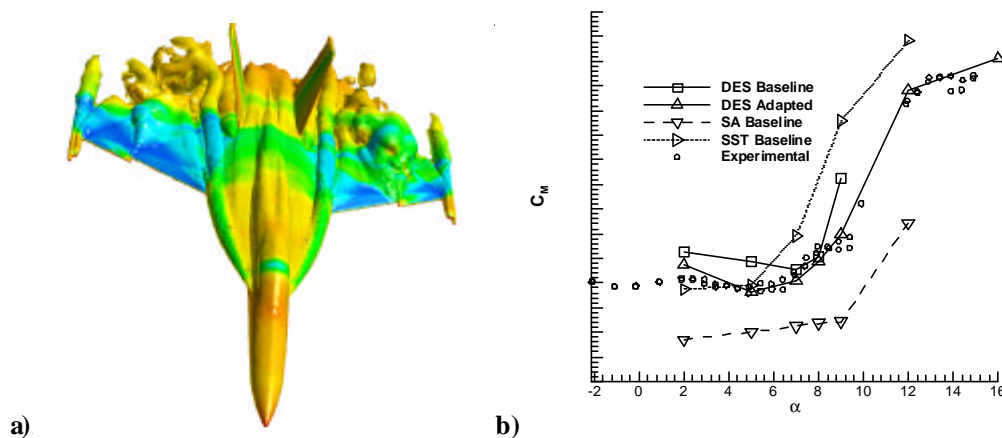 DES Baseline
DES Adapted
SA Baseline
SST Baseline
Experimental
C_M
-2 0 2 4 6 8 10 12 14 16
α
a)
b)